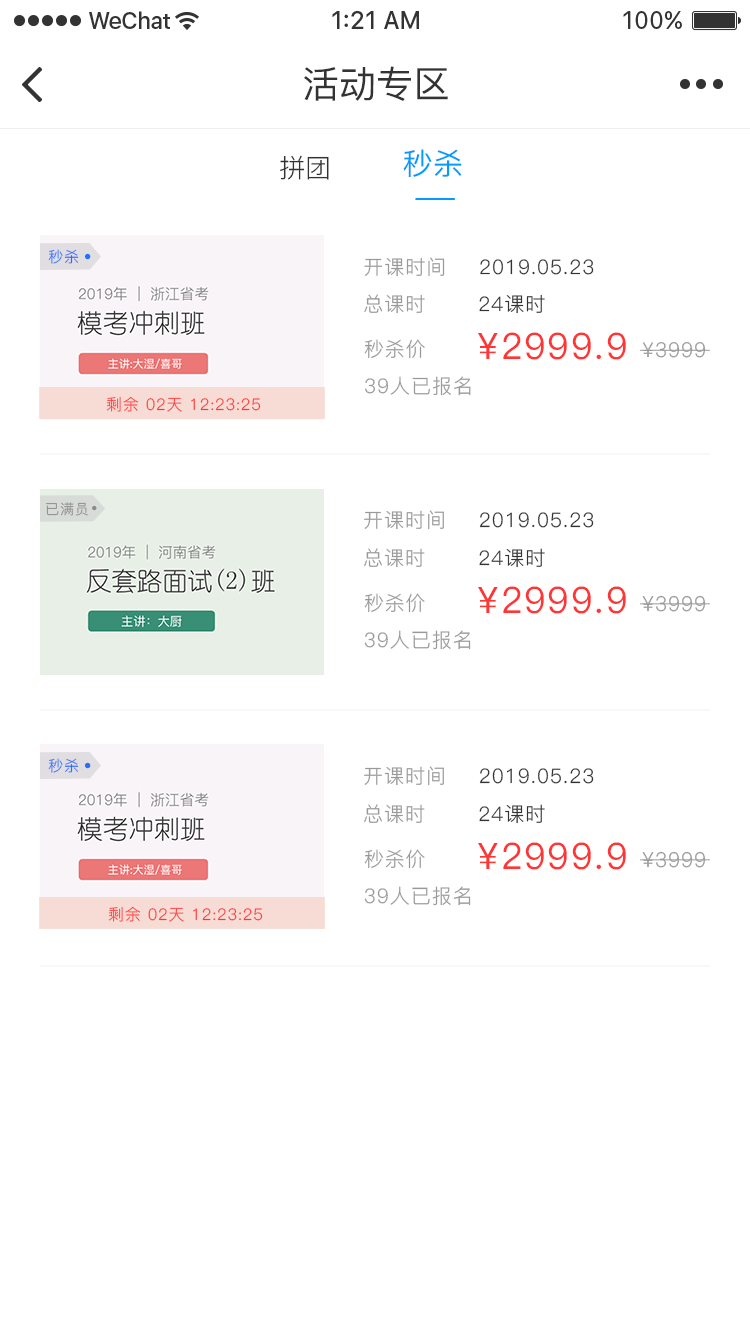 WeChat 1:21 AM 100%
活动专区
拼团 秒杀
秒杀
2019年 | 浙江省考
模考冲刺班
主讲:大湿/喜哥
剩余 02天 12:23:25
开课时间 2019.05.23
总课时 24课时
秒杀价 ¥2999.9 ¥3999
39人已报名
已满员
2019年 | 河南省考
反套路面试(2)班
主讲：大厨
开课时间 2019.05.23
总课时 24课时
秒杀价 ¥2999.9 ¥3999
39人已报名
秒杀
2019年 | 浙江省考
模考冲刺班
主讲:大湿/喜哥
剩余 02天 12:23:25
开课时间 2019.05.23
总课时 24课时
秒杀价 ¥2999.9 ¥3999
39人已报名